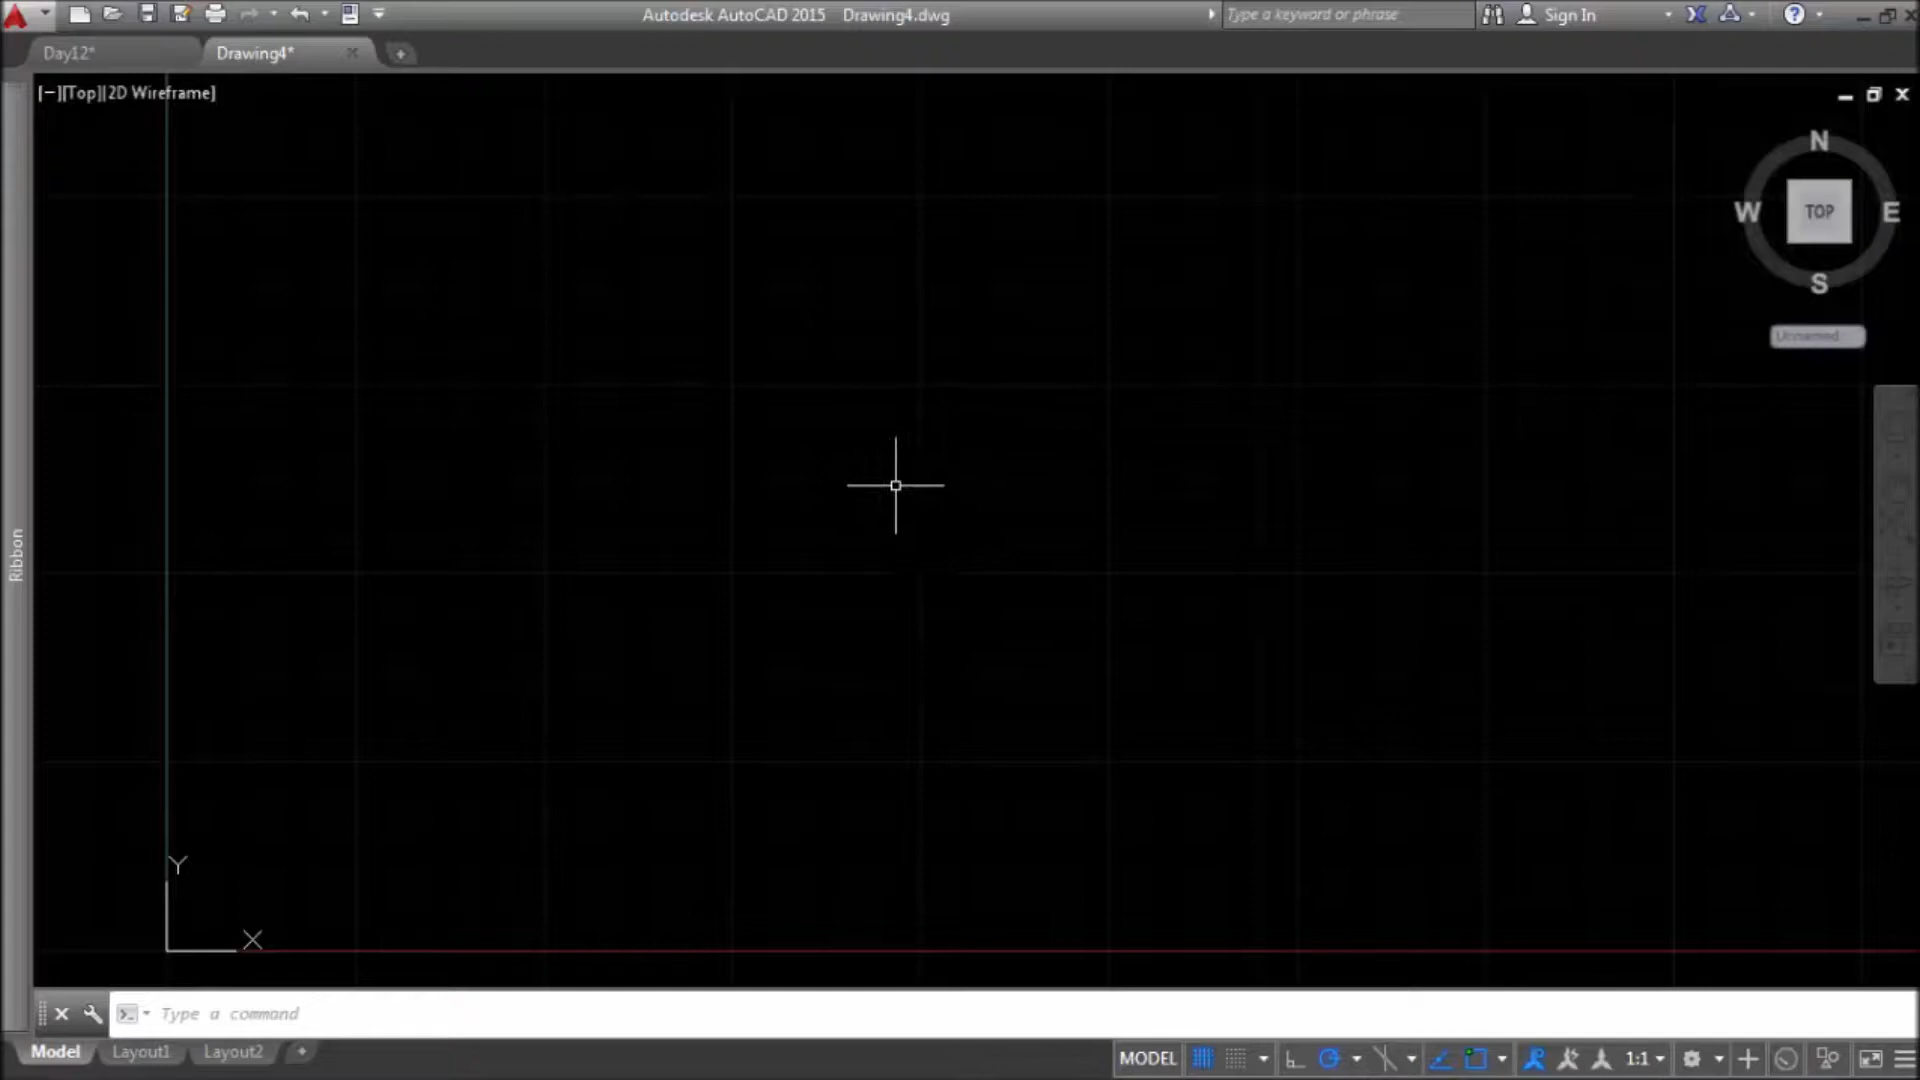 Autodesk AutoCAD 2015 Drawing4.dwg
Type a keyword or phrase
Sign In
Day12*
Drawing4*
[−][Top][2D Wireframe]
N
W
TOP
E
S
Unnamed
Ribbon
Y
X
Type a command
Model
Layout1
Layout2
MODEL
1:1